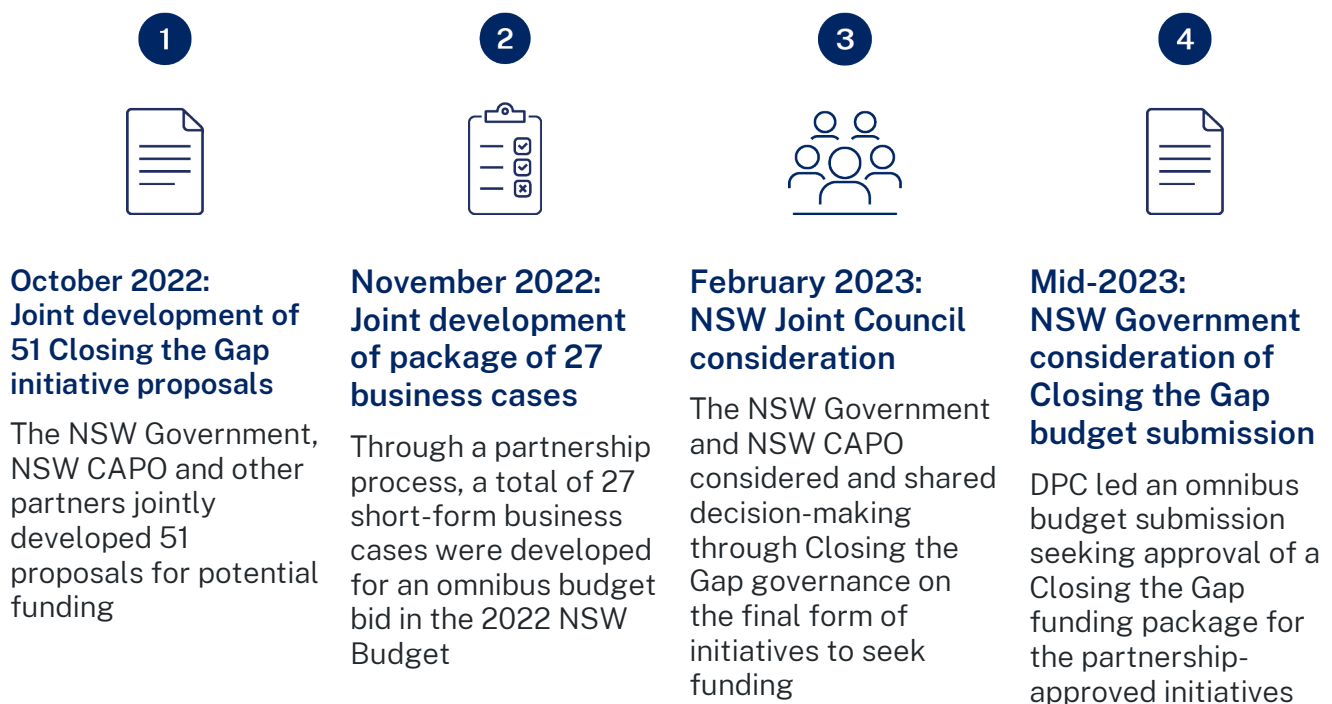 1
October 2022:
Joint development of
51 Closing the Gap
initiative proposals
The NSW Government,
NSW CAPO and other
partners jointly
developed 51
proposals for potential
funding
2
November 2022:
Joint development
of package of 27
business cases
Through a partnership
process, a total of 27
short-form business
cases were developed
for an omnibus budget
bid in the 2022 NSW
Budget
3
February 2023:
NSW Joint Council
consideration
The NSW Government
and NSW CAPO
considered and shared
decision-making
through Closing the
Gap governance on
the final form of
initiatives to seek
funding
4
Mid-2023:
NSW Government
consideration of
Closing the Gap
budget submission
DPC led an omnibus
budget submission
seeking approval of a
Closing the Gap
funding package for
the partnership-
approved initiatives